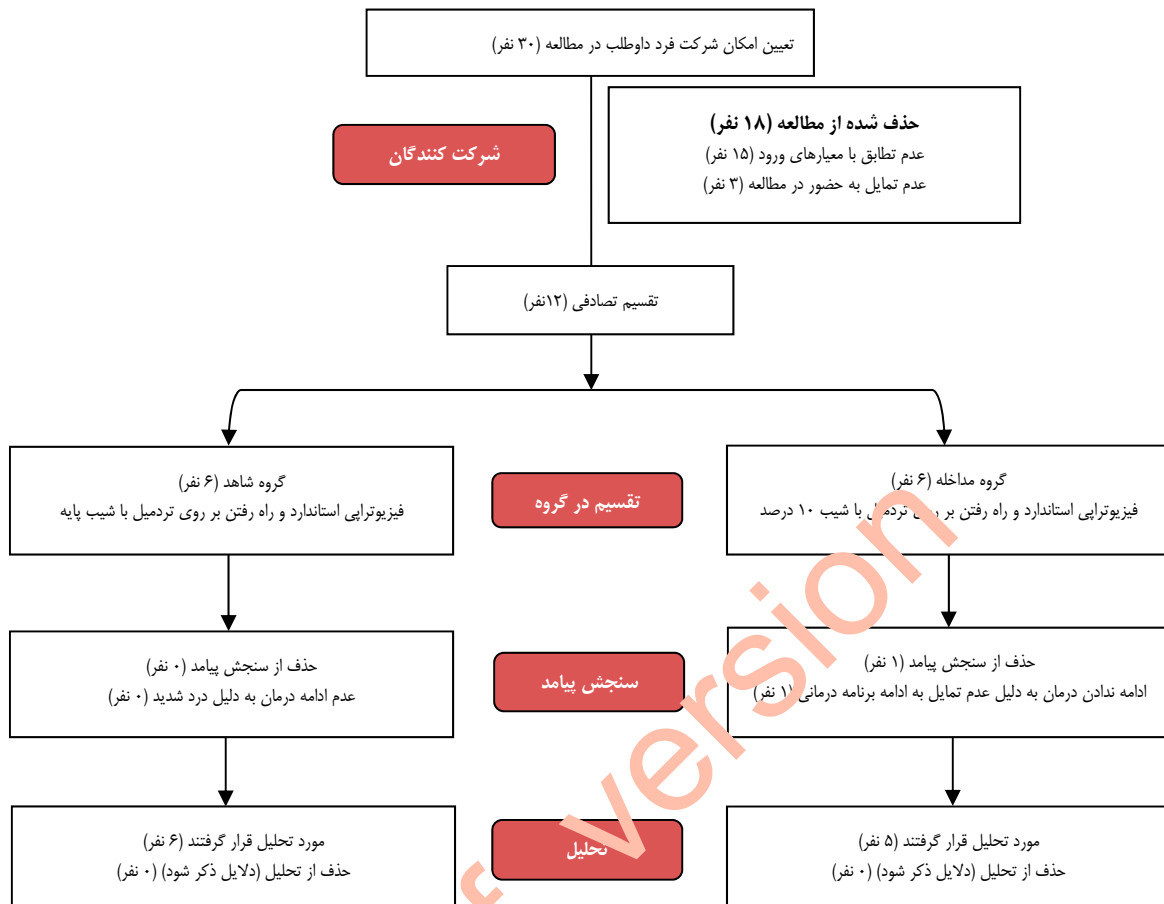 تعیین امکان شرکت فرد داوطلب در مطالعه (۳۰ نفر)
حذف شده از مطالعه (۱۸ نفر)
عدم تطابق با معیارهای ورود (۱۵ نفر)
عدم تمایل به حضور در مطالعه (۳ نفر)
شرکت کنندگان
تقسیم تصادفی (۱۲نفر)
گروه مداخله (۶ نفر)
فیزیوتراپی استاندارد و راه رفتن بر روی تردمیل با شیب ۱۰ درصد
تقسیم در گروه
گروه شاهد (۶ نفر)
فیزیوتراپی استاندارد و راه رفتن بر روی تردمیل با شیب پایه
حذف از سنجش پیامد (۱ نفر)
ادامه ندادن درمان به دلیل عدم تمایل به ادامه برنامه درمانی (۱ نفر)
سنجش پیامد
حذف از سنجش پیامد (۰ نفر)
عدم ادامه درمان به دلیل درد شدید (۰ نفر)
مورد تحلیل قرار گرفتند (۵ نفر)
حذف از تحلیل (دلایل ذکر شود) (۰ نفر)
تحلیل
مورد تحلیل قرار گرفتند (۶ نفر)
حذف از تحلیل (دلایل ذکر شود) (۰ نفر)
f version